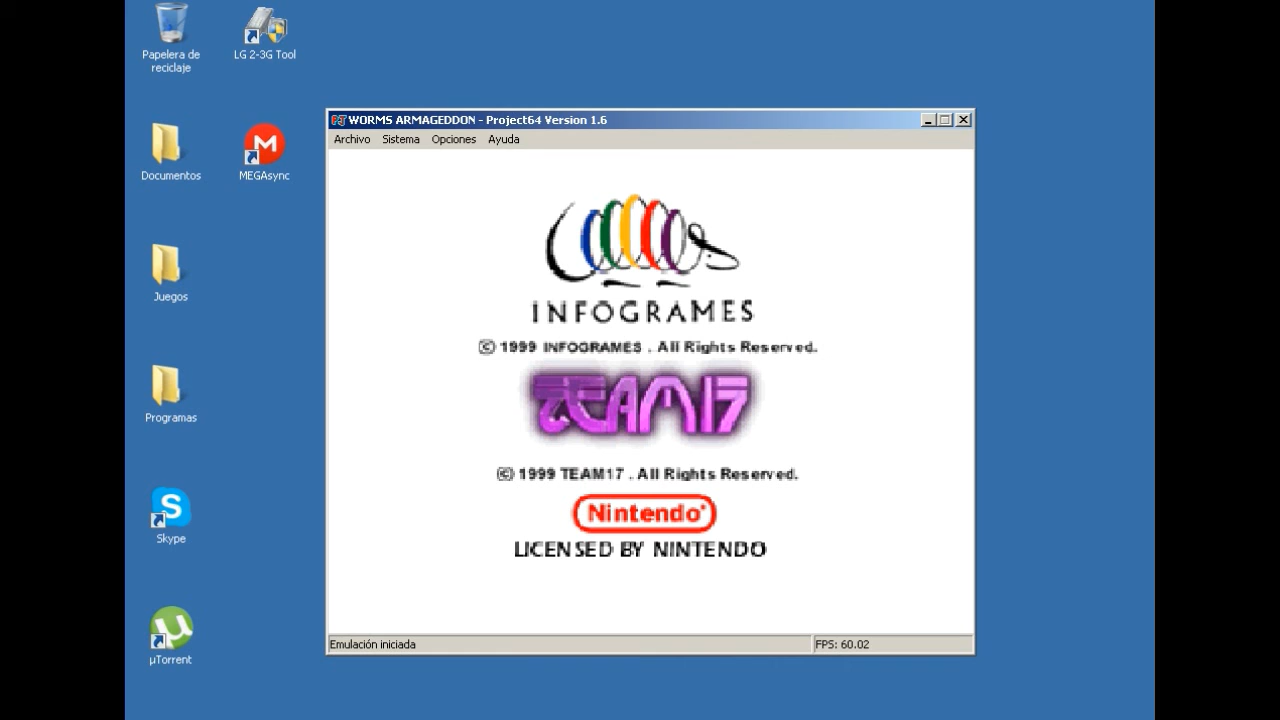 Papelera de
reciclaje
LG 2-3G Tool
Documentos
MEGAsync
Juegos
Programas
Skype
µTorrent
WORMS ARMAGEDDON - Project64 Version 1.6
Archivo Sistema Opciones Ayuda
INFOGRAMES
© 1999 INFOGRAMES . All Rights Reserved.
TEAM17
© 1999 TEAM17 . All Rights Reserved.
Nintendo®
LICENSED BY NINTENDO
Emulación iniciada
FPS: 60.02